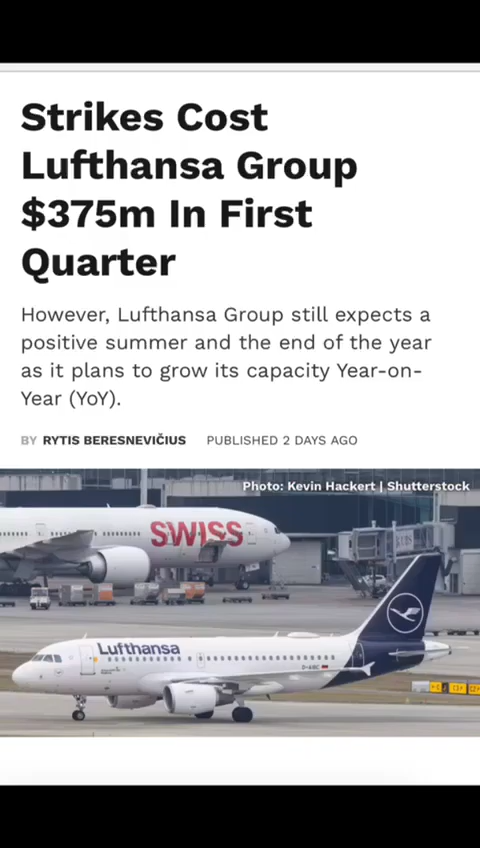 Strikes Cost
Lufthansa Group
$375m In First
Quarter
However, Lufthansa Group still expects a
positive summer and the end of the year
as it plans to grow its capacity Year-on-
Year (YoY).
BY RYTIS BERESNEVIČIUS PUBLISHED 2 DAYS AGO
Photo: Kevin Hackert | Shutterstock
SWISS
Lufthansa